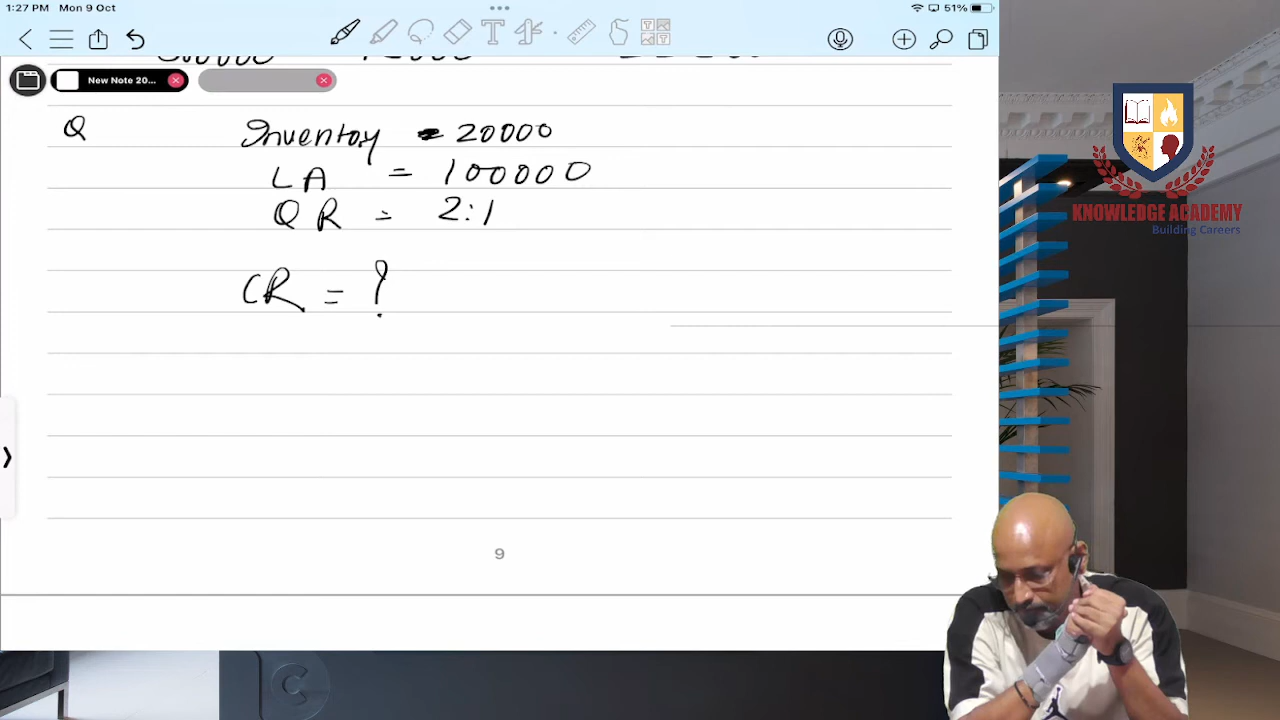 1:27 PM Mon 9 Oct
51%
New Note 20...
Q Inventory = 20000
LA = 100000
QR = 2:1
CR = ?
9
KNOWLEDGE ACADEMY
Building Careers
C